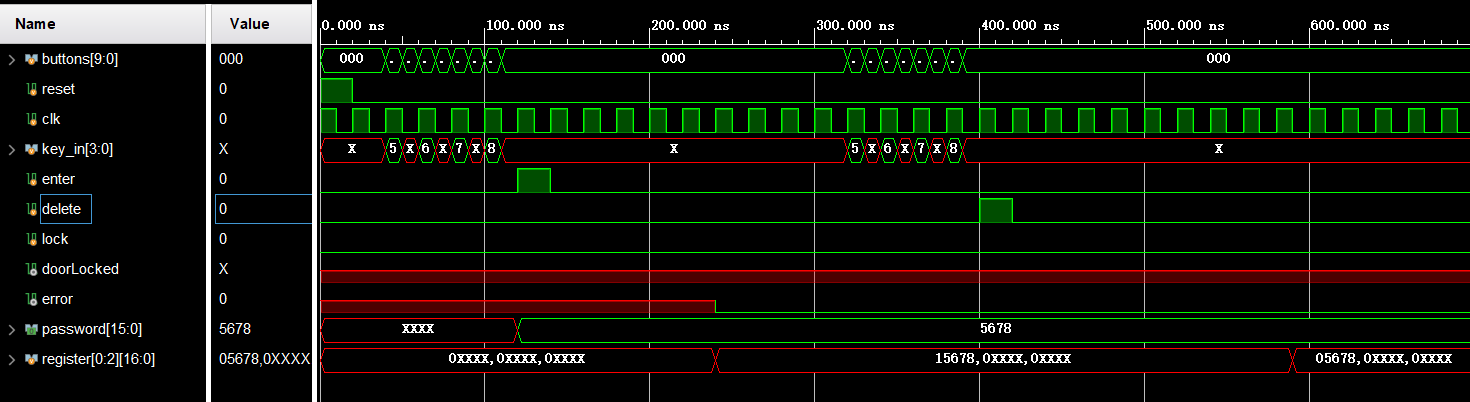 Name Value 0.000 ns 100.000 ns 200.000 ns 300.000 ns 400.000 ns 500.000 ns 600.000 ns
buttons[9:0] 000 000 . . . . . . . 000 . . . . . . . 000
reset 0
clk 0
key_in[3:0] X X 5 X 6 X 7 X 8 X 5 X 6 X 7 X 8 X
enter 0
delete 0
lock 0
doorLocked X
error 0
password[15:0] 5678 XXXX 5678
register[0:2][16:0] 05678,0XXXX 0XXXX,0XXXX,0XXXX 15678,0XXXX,0XXXX 05678,0XXXX,0XXXX